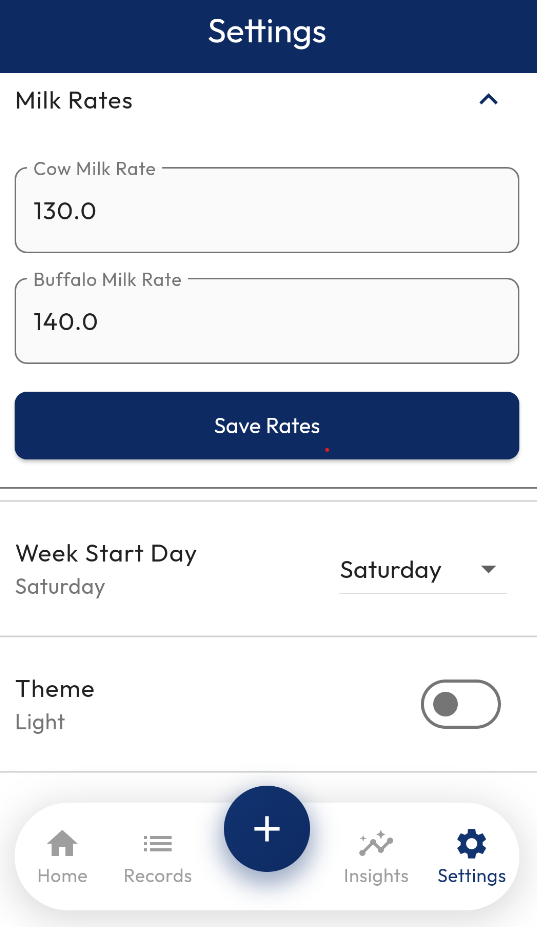 Settings
Milk Rates
Cow Milk Rate
130.0
Buffalo Milk Rate
140.0
Save Rates
Week Start Day
Saturday
Saturday
Theme
Light
Home
Records
Insights
Settings